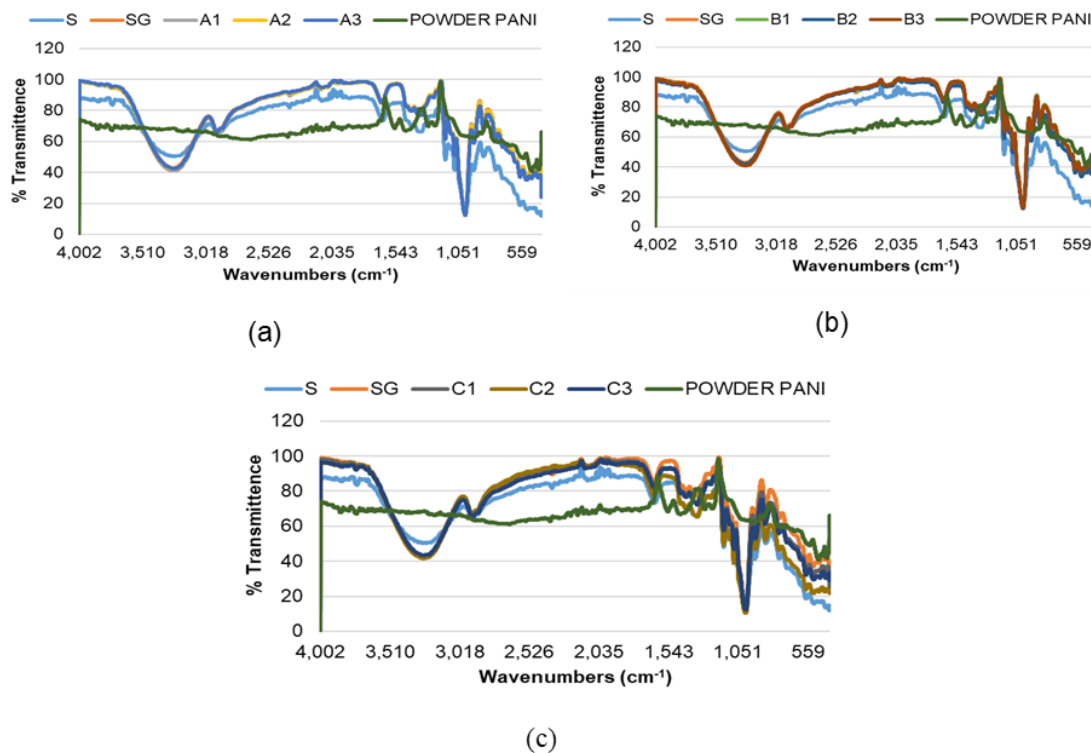 S SG A1 A2 A3 POWDER PANI
120
100
80
60
40
20
0
% Transmittence
4,002 3,510 3,018 2,526 2,035 1,543 1,051 559
Wavenumbers (cm⁻¹)
(a)
S SG B1 B2 B3 POWDER PANI
120
100
80
60
40
20
0
% Transmittence
4,002 3,510 3,018 2,526 2,035 1,543 1,051 559
Wavenumbers (cm⁻¹)
(b)
S SG C1 C2 C3 POWDER PANI
120
100
80
60
40
20
0
% Transmittence
4,002 3,510 3,018 2,526 2,035 1,543 1,051 559
Wavenumbers (cm⁻¹)
(c)